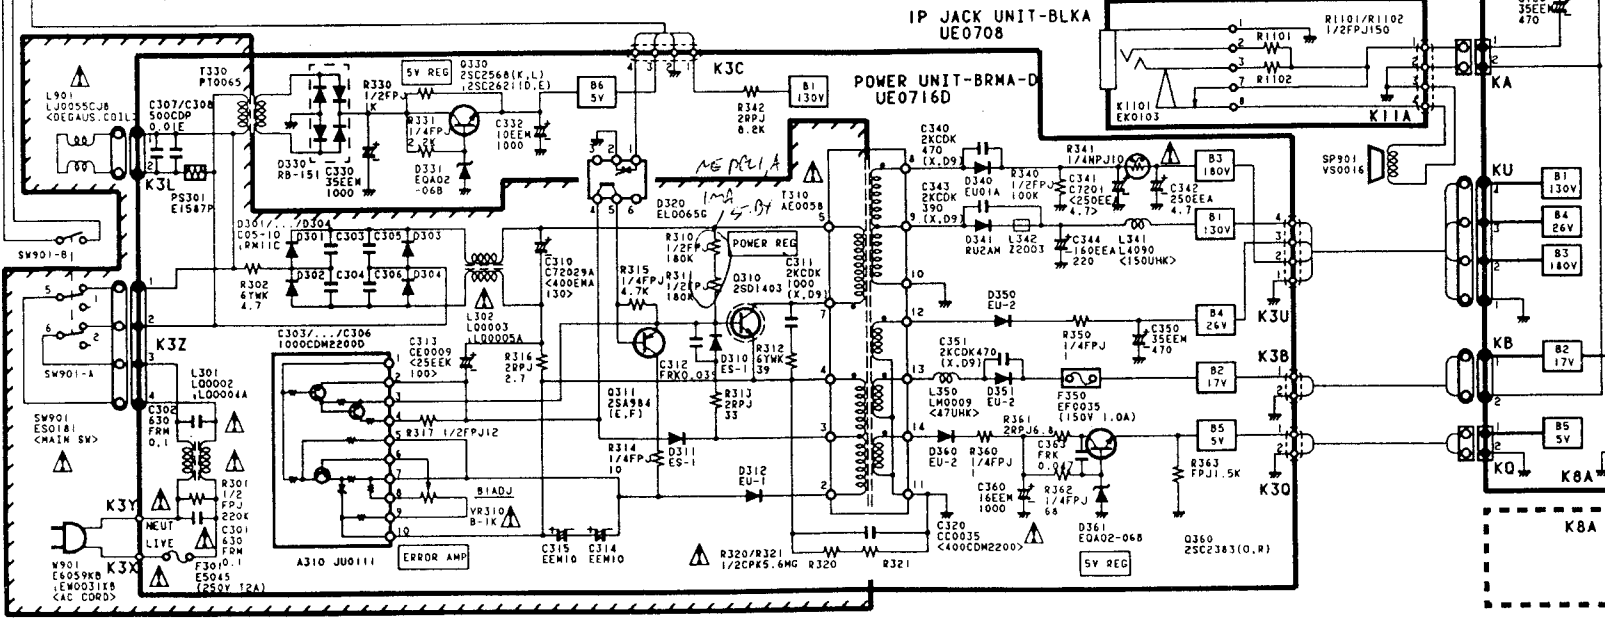 IP JACK UNIT-BLKA
UE0708
35EEM
470
R1101/R1102
1/2FPJ150
R1101
R1102
1
2
3
7
8
K1101
EK0103
K11A
KA
T330
PT0065
L901
LJ0055CJ8
<DEGAUS.COIL>
C307/C308
500CDP
0.01E
K3L
PS301
E1587P
D330
RB-151
C330
35EEM
1000
R330
1/2FPJ
1K
5V REG
Q330
2SC2568(K,L)
R331
1/4FPJ
2.2K
D331
EQA02
-06B
C332
10EEM
1000
B6
5V
K3C
R342
2RPJ
8.2K
B1
130V
POWER UNIT-BRMA-D
UE0716D
SP901
VS0016
SW901-B1
D301/.../D304
D301
C303
C305
D303
D302
C304
C306
D304
R302
6YWK
4.7
C303/.../C306
1000CDM2200D
L302
LQ0003
C310
C72029A
<400EMA
130>
R315
1/4FPJ
4.7K
D320
EL0065G
R310
1/2FPJ
180K
R311
1/2FPJ
180K
POWER REG
Q310
2SD1403
T310
AE0058
C311
2KCDK
1000
(X,D9)
C340
2KCDK
470
(X,D9)
C343
2KCDK
390
(X,D9)
D340
EU01A
R340
1/2FPJ
100K
R341
1/4NPJ10
C341
C7201
<250EEA
4.7>
C342
250EEA
4.7
B3
180V
D341
RU2AM
L342
Z2003
C344
160EEA
220
L341
L4090
<150UHK>
B1
130V
KU
B1
130V
B4
26V
B3
180V
K3Z
SW901-A
SW901
ES0181
<MAIN SW>
L301
LQ0002
C302
630
FRM
0.1
C313
CE0009
<25EEK
100>
R316
2RPJ
2.7
R317 1/2FPJ12
Q311
2SA984
(E,F)
R314
1/4FPJ
10
C312
FRK0.039
D310
ES-1
R312
6YWK
39
R313
2RPJ
33
D311
ES-1
D312
EU-1
D350
EU-2
R350
1/4FPJ
1
C350
35EEM
470
B4
26V
K3U
C351
2KCDK470
(X,D9)
L350
LM0009
<47UHK>
D351
EU-2
F350
EF0035
(150V 1.0A)
B2
17V
K3B
KB
B2
17V
D360
EU-2
R360
1/4FPJ
1
R361
2RPJ6.8
C363
FRK
0.047
C360
16EEM
1000
R362
1/4FPJ
68
D361
EQA02-06B
R363
FPJ1.5K
B5
5V
K3Q
KQ
B5
5V
K8A
K8A
Q360
2SC2383(O,R)
5V REG
K3Y
NEUT
LIVE
K3X
W901
E6059KB
<AC CORD>
F301
E5045
(250V T2A)
R301
1/2
FPJ
220K
C301
630
FRM
0.1
A310 JU0111
ERROR AMP
B1ADJ
VR310
B-1K
C315
EEM10
C314
EEM10
R320/R321
1/2CPK5.6MG
R320
R321
C320
CC0035
<400CDM2200>